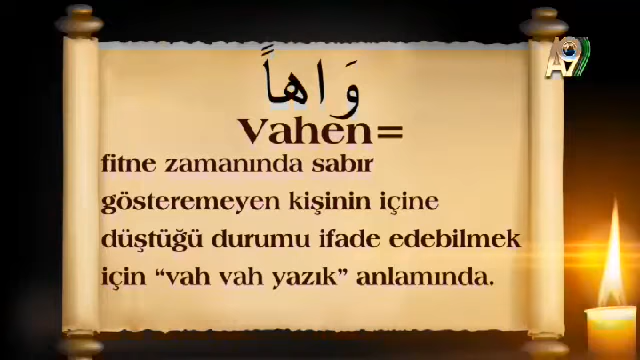 وَاهاً
Vahen=
fitne zamanında sabır
gösteremeyen kişinin içine
düştüğü durumu ifade edebilmek
için “vah vah yazık” anlamında.
A9